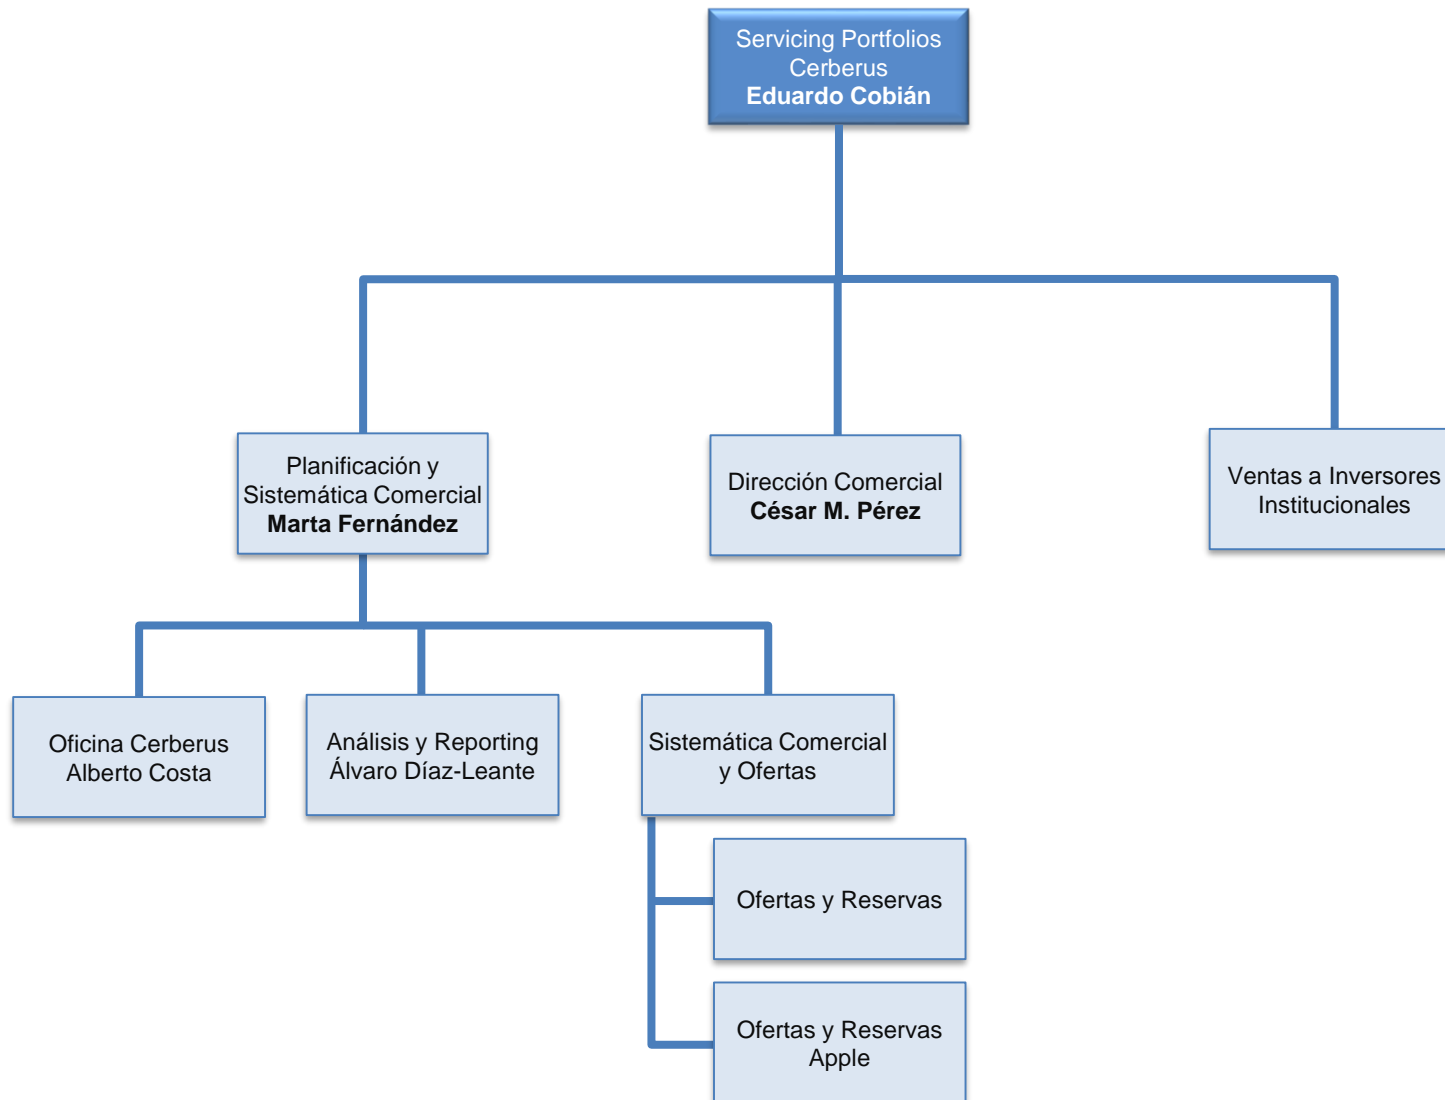 Servicing Portfolios
Cerberus
Eduardo Cobián
Planificación y
Sistemática Comercial
Marta Fernández
Dirección Comercial
César M. Pérez
Ventas a Inversores
Institucionales
Oficina Cerberus
Alberto Costa
Análisis y Reporting
Álvaro Díaz-Leante
Sistemática Comercial
y Ofertas
Ofertas y Reservas
Ofertas y Reservas
Apple